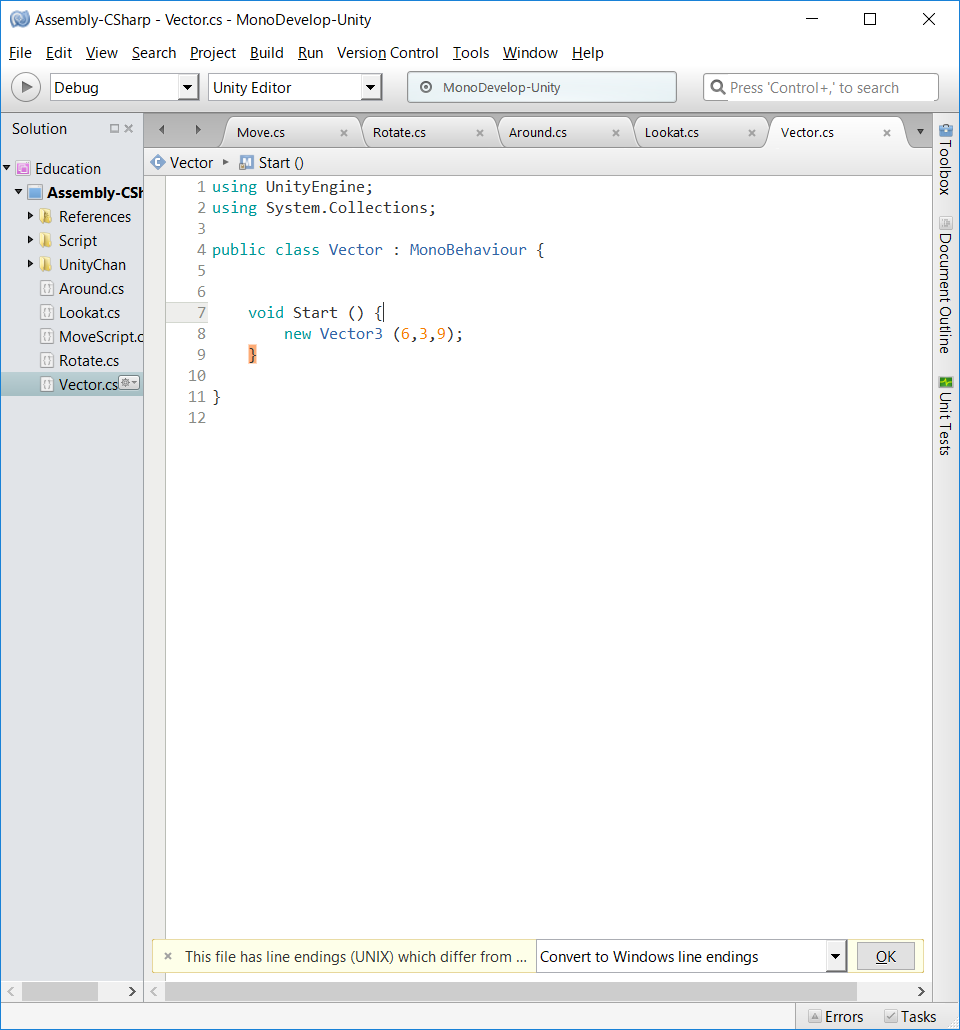 Assembly-CSharp - Vector.cs - MonoDevelop-Unity
File Edit View Search Project Build Run Version Control Tools Window Help
Debug Unity Editor MonoDevelop-Unity Press 'Control+,' to search
Solution
Move.cs Rotate.cs Around.cs Lookat.cs Vector.cs
Vector Start ()
Education
Assembly-CSh
References
Script
UnityChan
Around.cs
Lookat.cs
MoveScript.c
Rotate.cs
Vector.cs
1 using UnityEngine;
2 using System.Collections;
3
4 public class Vector : MonoBehaviour {
5
6
7 void Start () {
8 new Vector3 (6,3,9);
9 }
10
11 }
12
Toolbox
Document Outline
Unit Tests
This file has line endings (UNIX) which differ from ... Convert to Windows line endings OK
Errors Tasks